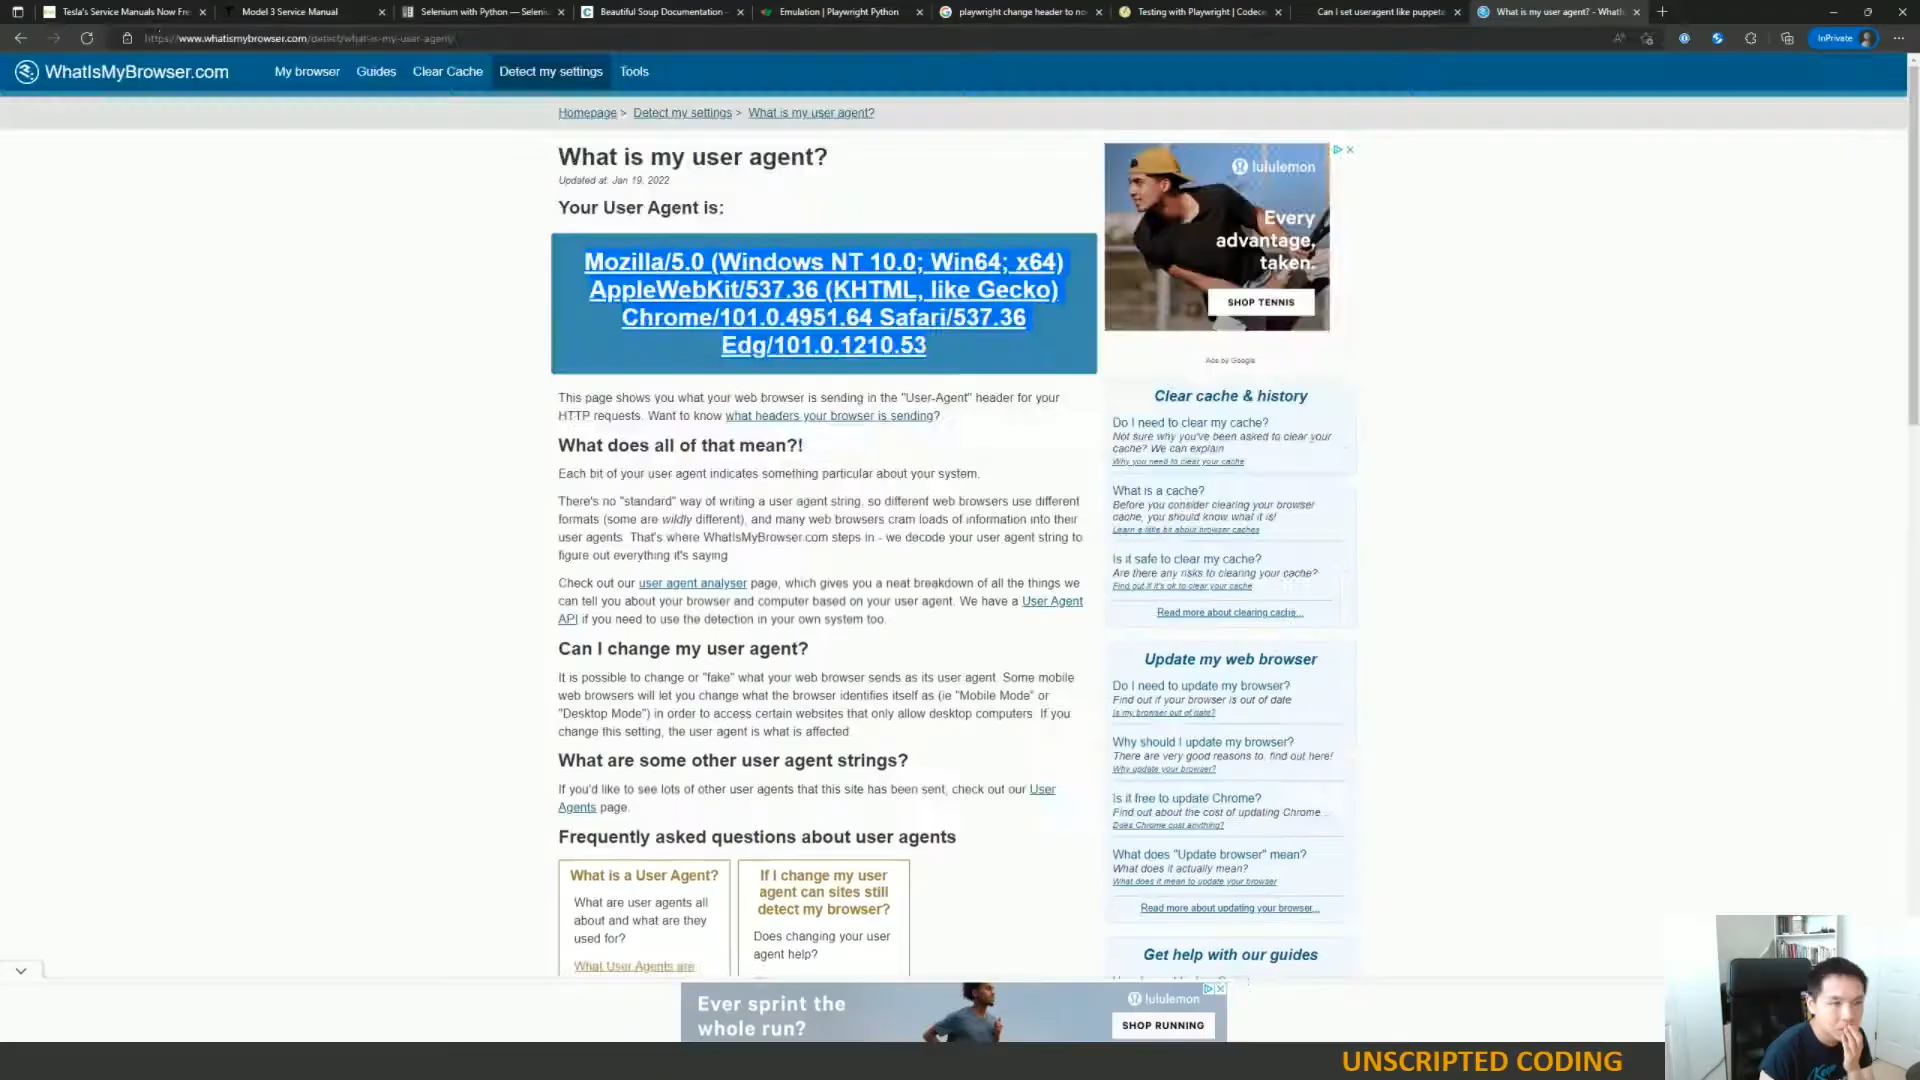 Tesla's Service Manuals Now Fre
Model 3 Service Manual
Selenium with Python — Seleni
Beautiful Soup Documentation
Emulation | Playwright Python
playwright change header to no
Testing with Playwright | Codec
Can I set useragent like puppete
What is my user agent? - WhatI
https://www.whatismybrowser.com/detect/what-is-my-user-agent/
InPrivate
WhatIsMyBrowser.com
My browser
Guides
Clear Cache
Detect my settings
Tools
Homepage > Detect my settings > What is my user agent?
What is my user agent?
Updated at: Jan 19, 2022
Your User Agent is:
Mozilla/5.0 (Windows NT 10.0; Win64; x64)
AppleWebKit/537.36 (KHTML, like Gecko)
Chrome/101.0.4951.64 Safari/537.36
Edg/101.0.1210.53
This page shows you what your web browser is sending in the "User-Agent" header for your
HTTP requests. Want to know what headers your browser is sending?
What does all of that mean?!
Each bit of your user agent indicates something particular about your system.
There's no "standard" way of writing a user agent string, so different web browsers use different
formats (some are wildly different), and many web browsers cram loads of information into their
user agents. That's where WhatIsMyBrowser.com steps in - we decode your user agent string to
figure out everything it's saying
Check out our user agent analyser page, which gives you a neat breakdown of all the things we
can tell you about your browser and computer based on your user agent. We have a User Agent
API if you need to use the detection in your own system too.
Can I change my user agent?
It is possible to change or "fake" what your web browser sends as its user agent. Some mobile
web browsers will let you change what the browser identifies itself as (ie "Mobile Mode" or
"Desktop Mode") in order to access certain websites that only allow desktop computers. If you
change this setting, the user agent is what is affected
What are some other user agent strings?
If you'd like to see lots of other user agents that this site has been sent, check out our User
Agents page.
Frequently asked questions about user agents
What is a User Agent?
What are user agents all
about and what are they
used for?
What User Agents are
If I change my user
agent can sites still
detect my browser?
Does changing your user
agent help?
lululemon
Every
advantage,
taken.
SHOP TENNIS
Ads by Google
Clear cache & history
Do I need to clear my cache?
Not sure why you've been asked to clear your
cache? We can explain
Why you need to clear your cache
What is a cache?
Before you consider clearing your browser
cache, you should know what it is!
Learn a little bit about browser caches
Is it safe to clear my cache?
Are there any risks to clearing your cache?
Find out if it's ok to clear your cache
Read more about clearing cache...
Update my web browser
Do I need to update my browser?
Find out if your browser is out of date
Is my browser out of date?
Why should I update my browser?
There are very good reasons to, find out here!
Why update your browser?
Is it free to update Chrome?
Find out about the cost of updating Chrome...
Does Chrome cost anything?
What does "Update browser" mean?
What does it actually mean?
What does it mean to update your browser
Read more about updating your browser...
Get help with our guides
Ever sprint the
whole run?
lululemon
SHOP RUNNING
UNSCRIPTED CODING